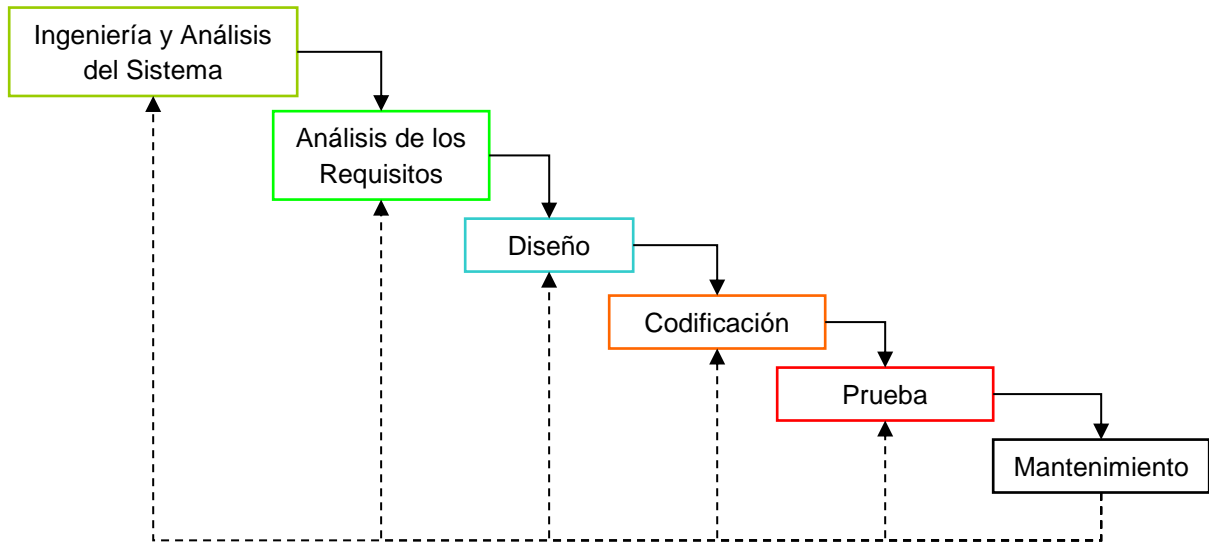 Ingeniería y Análisis
del Sistema
Análisis de los
Requisitos
Diseño
Codificación
Prueba
Mantenimiento